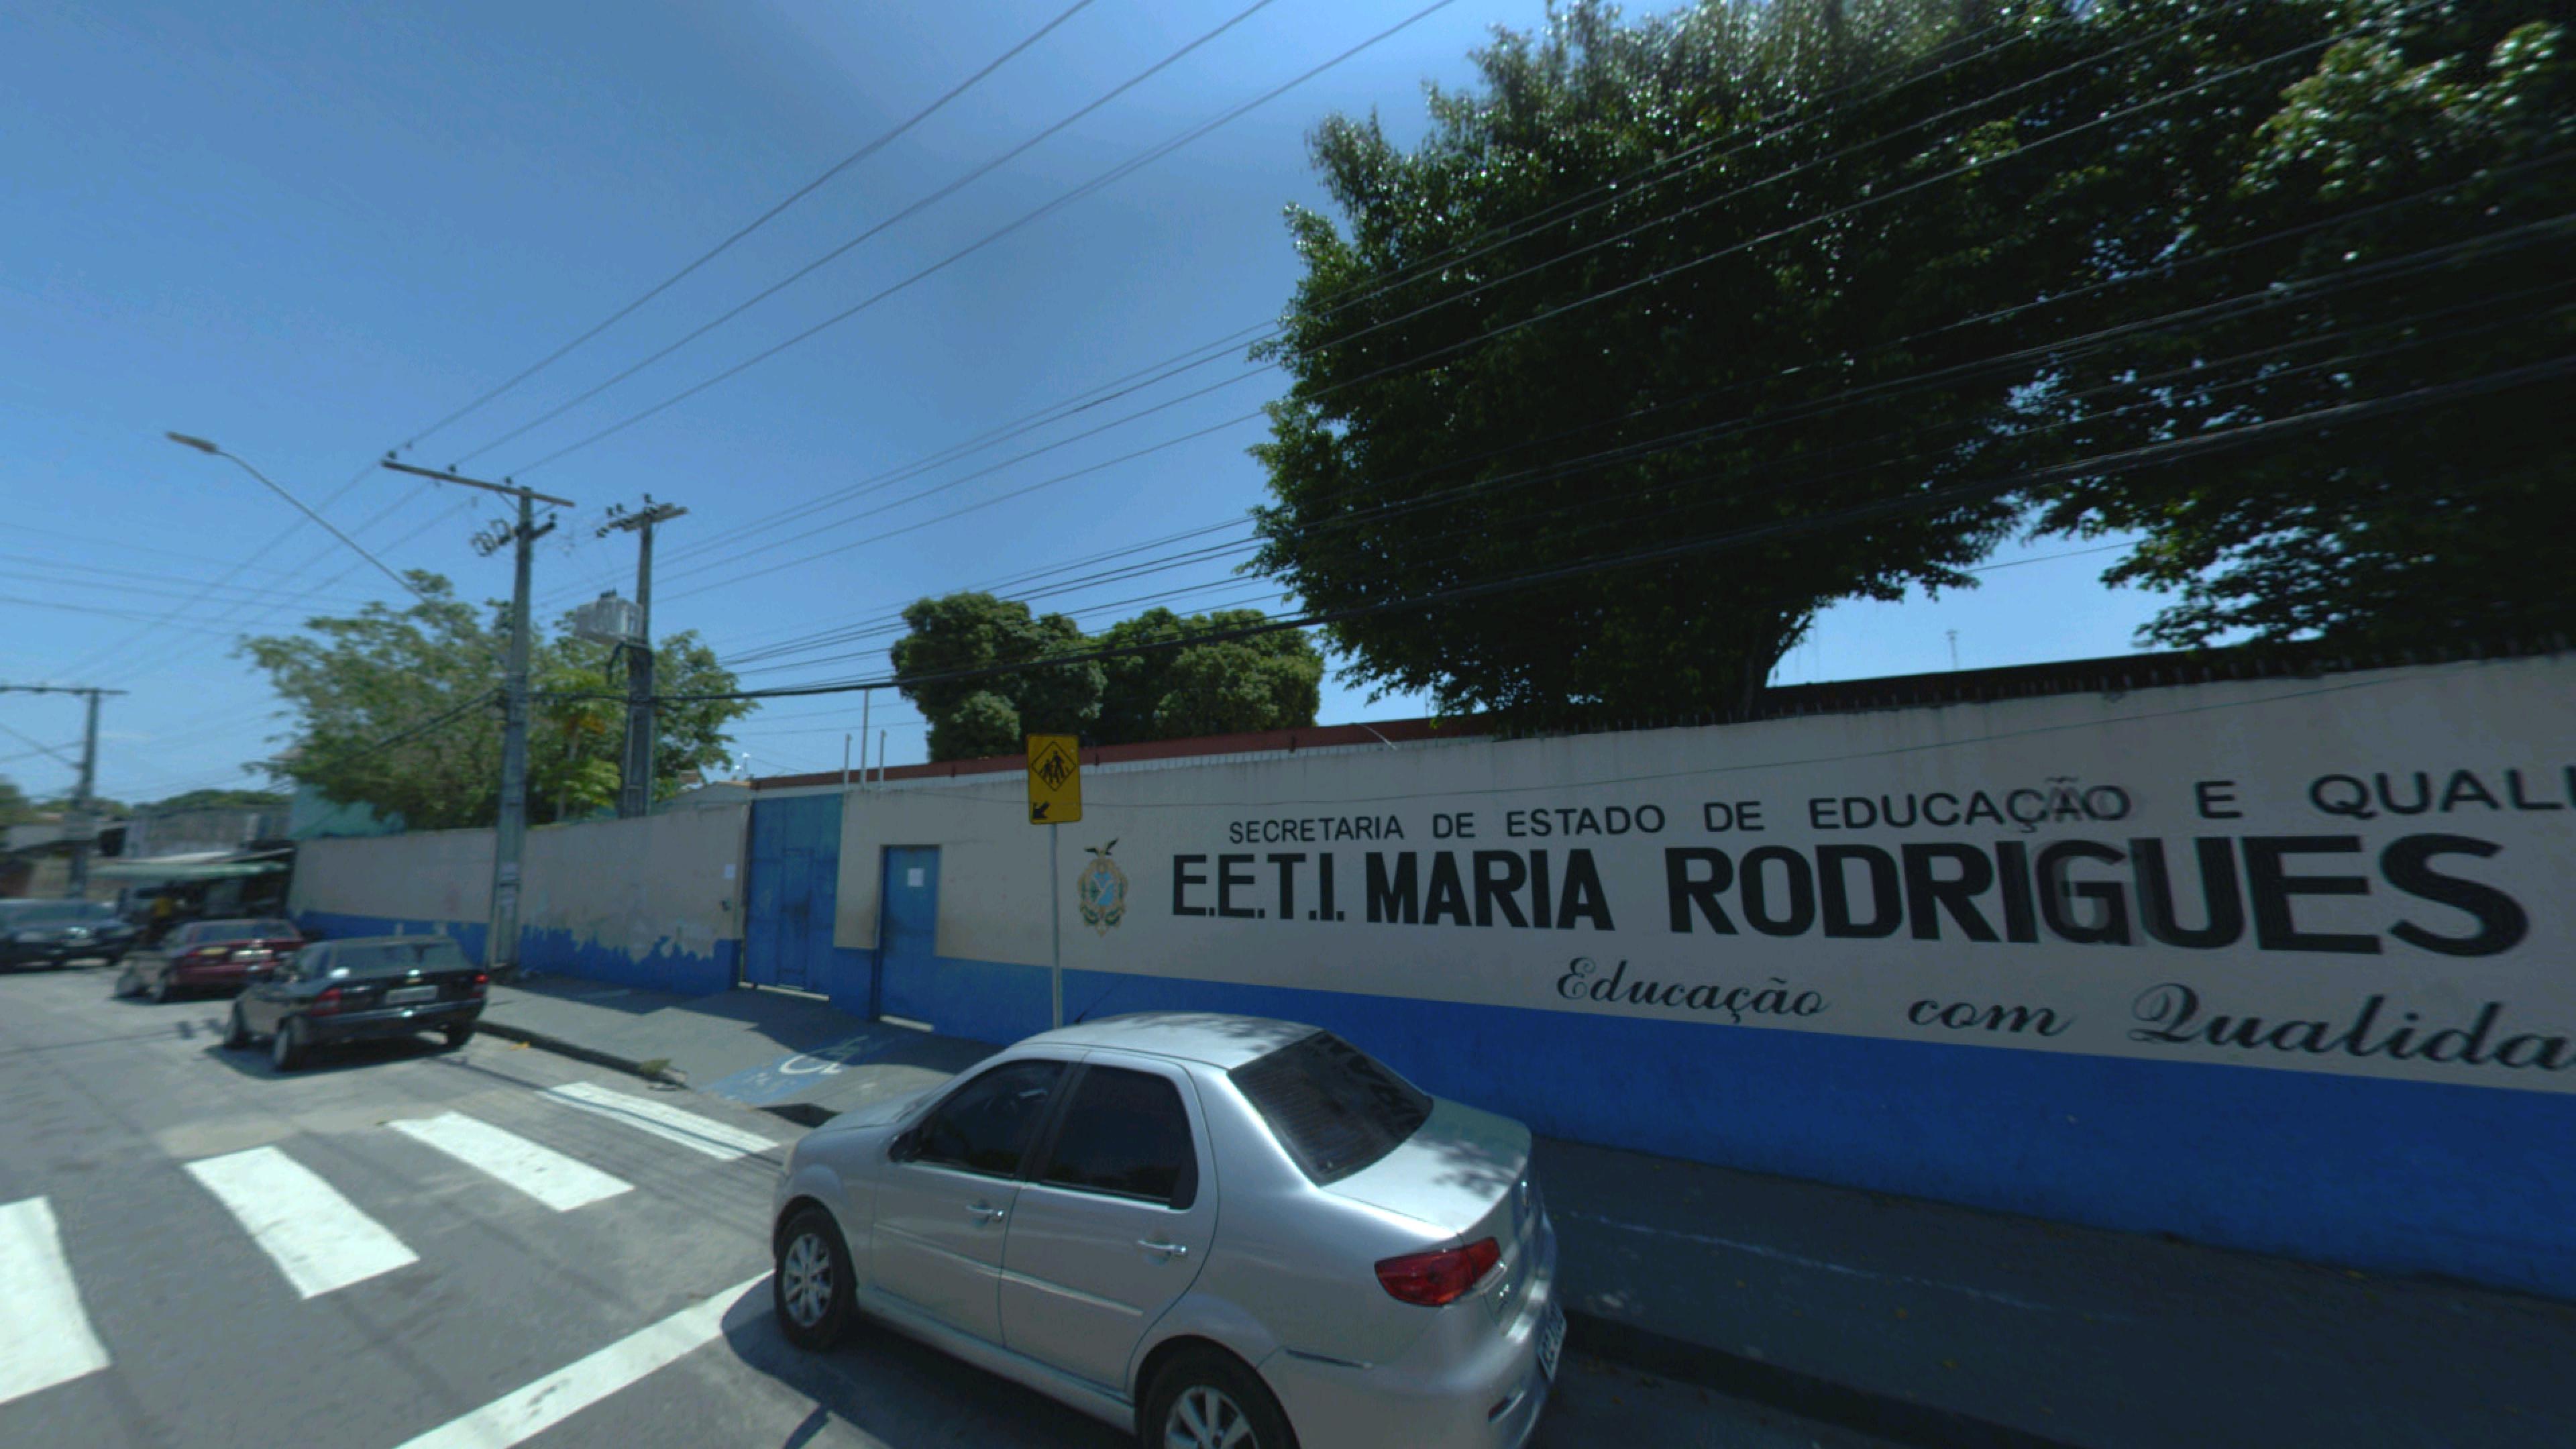 SECRETARIA DE ESTADO DE EDUCAÇÃO E QUALI
E.E.T.I. MARIA RODRIGUES
Educação com Qualida